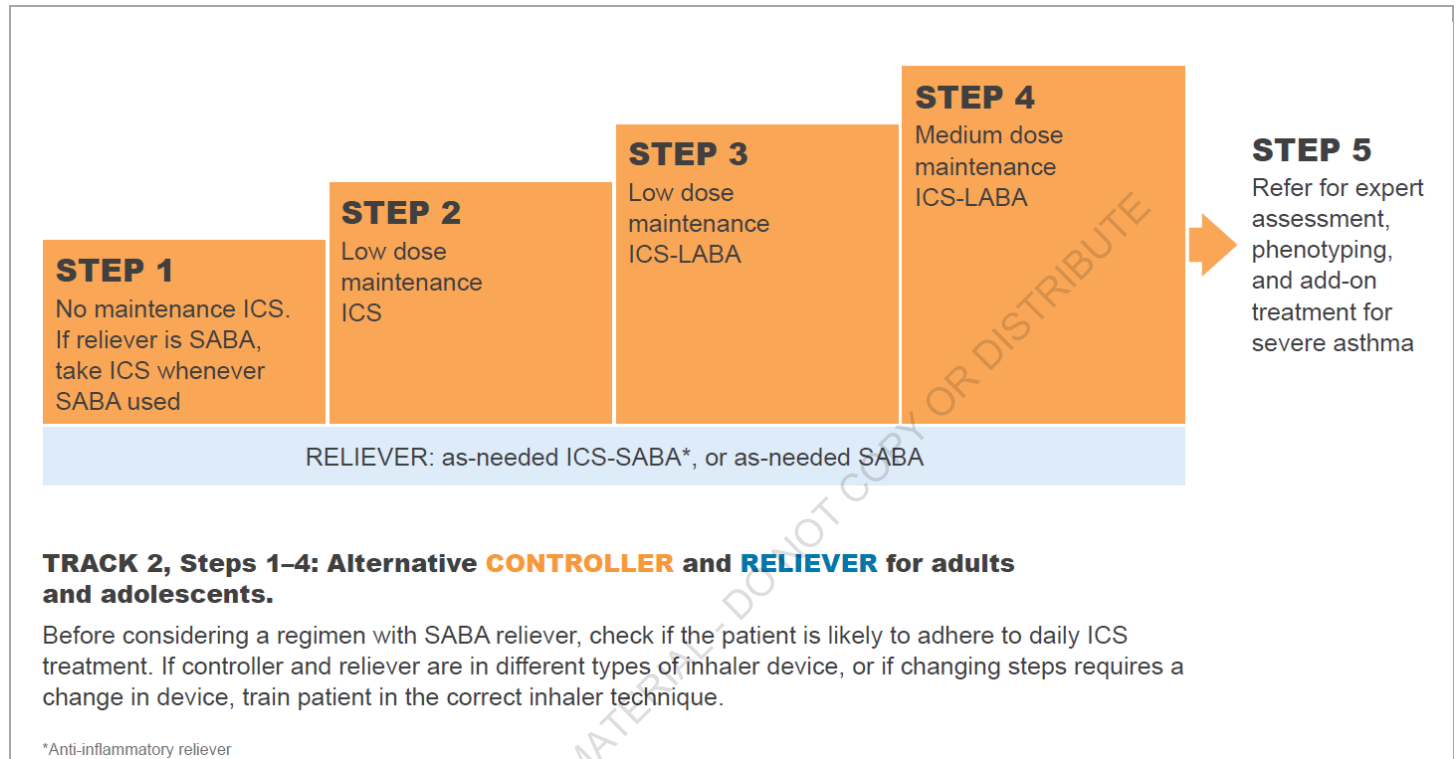 STEP 1
No maintenance ICS.
If reliever is SABA,
take ICS whenever
SABA used
STEP 2
Low dose
maintenance
ICS
STEP 3
Low dose
maintenance
ICS-LABA
STEP 4
Medium dose
maintenance
ICS-LABA
STEP 5
Refer for expert
assessment,
phenotyping,
and add-on
treatment for
severe asthma
RELIEVER: as-needed ICS-SABA*, or as-needed SABA
TRACK 2, Steps 1–4: Alternative CONTROLLER and RELIEVER for adults
and adolescents.
Before considering a regimen with SABA reliever, check if the patient is likely to adhere to daily ICS
treatment. If controller and reliever are in different types of inhaler device, or if changing steps requires a
change in device, train patient in the correct inhaler technique.
*Anti-inflammatory reliever
MATERIAL - DO NOT COPY OR DISTRIBUTE